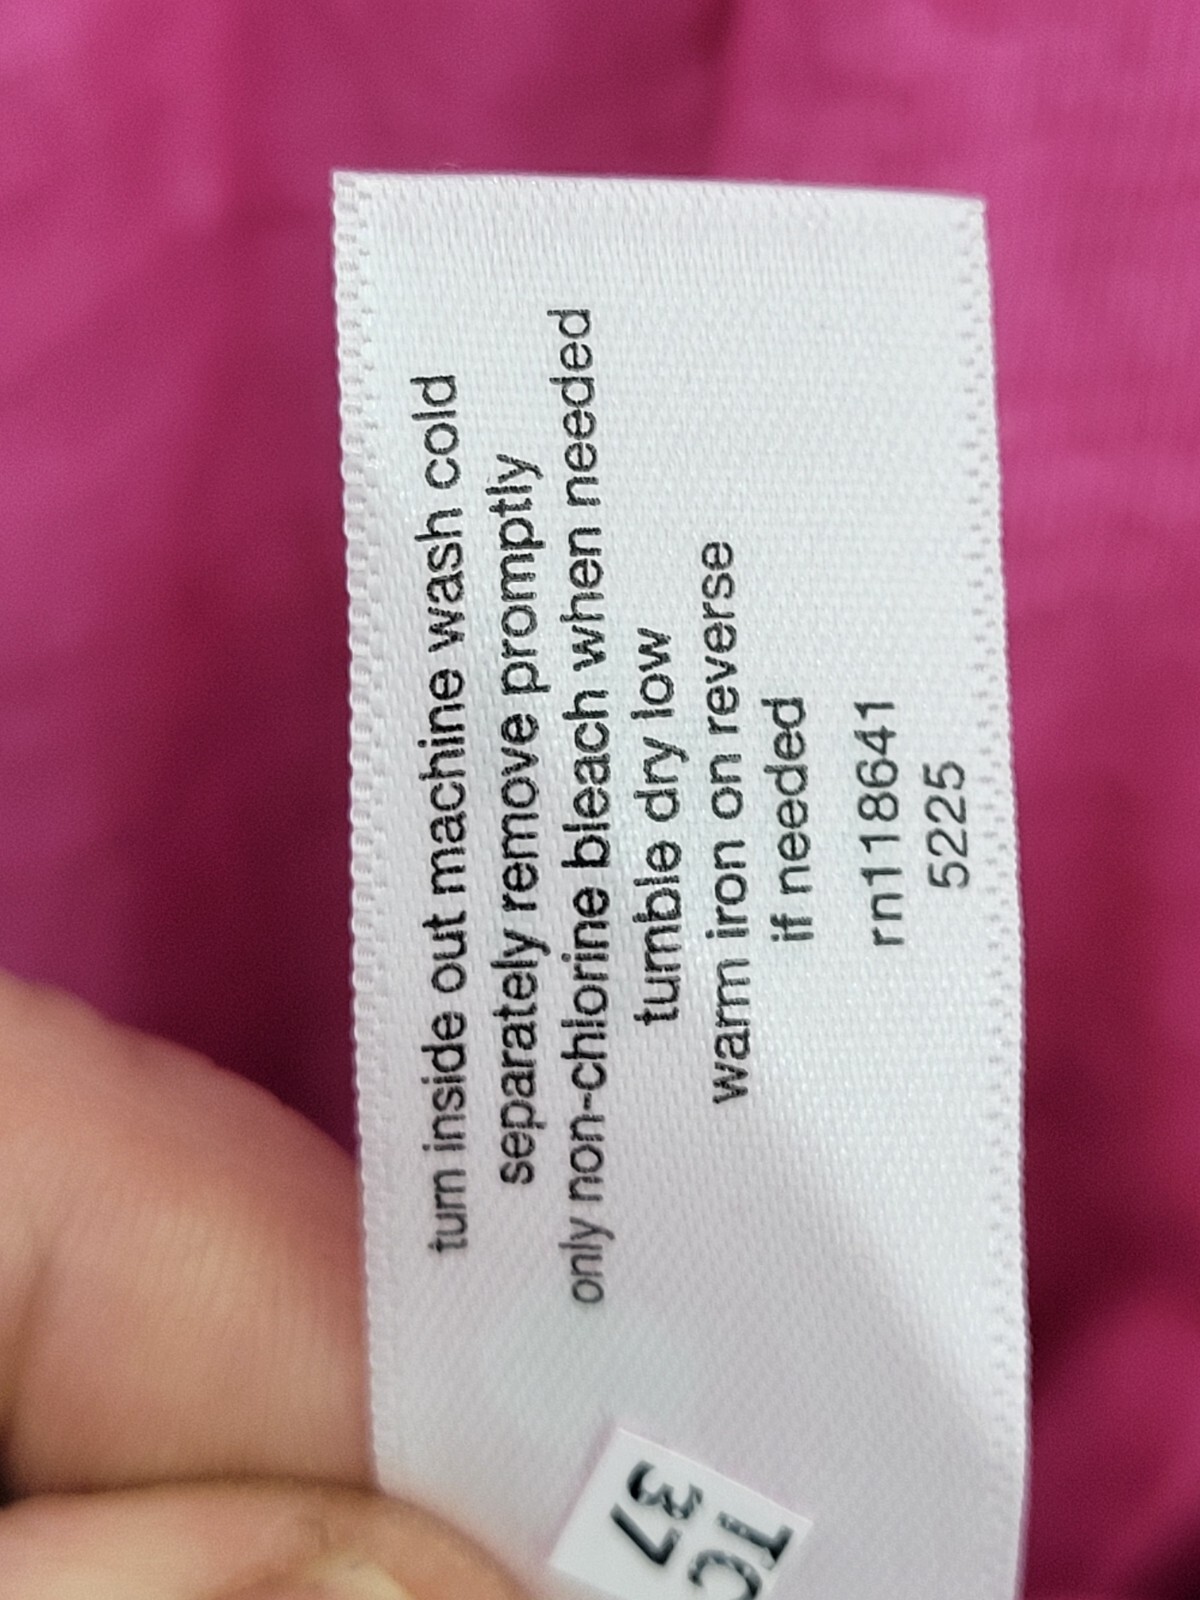 turn inside out machine wash cold
separately remove promptly
only non-chlorine bleach when needed
tumble dry low
warm iron on reverse
if needed
rn118641
5225
37